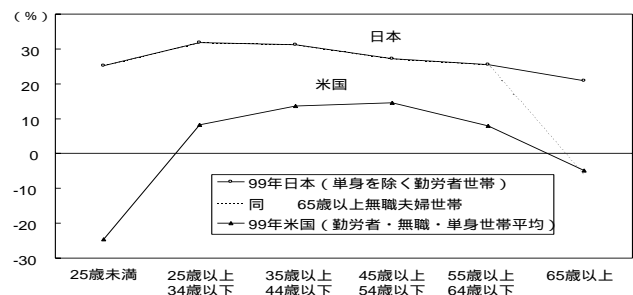 (％)
40
30
20
10
0
-10
-20
-30
日本
米国
99年日本（単身を除く勤労者世帯）
同　　65歳以上無職夫婦世帯
99年米国（勤労者・無職・単身世帯平均）
25歳未満
25歳以上
34歳以下
35歳以上
44歳以下
45歳以上
54歳以下
55歳以上
64歳以下
65歳以上